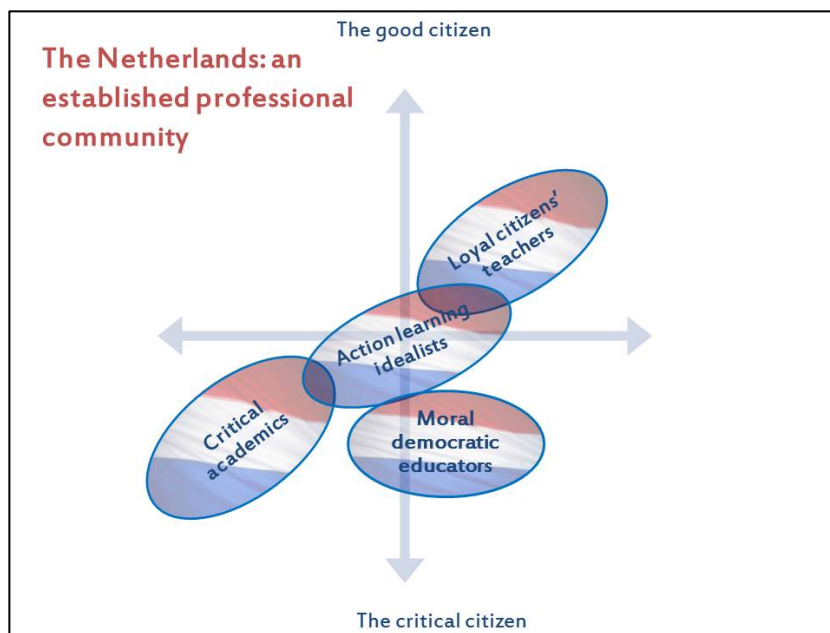 The good citizen
The Netherlands: an
established professional
community
Loyal citizens'
teachers
Action learning
idealists
Critical
academics
Moral
democratic
educators
The critical citizen